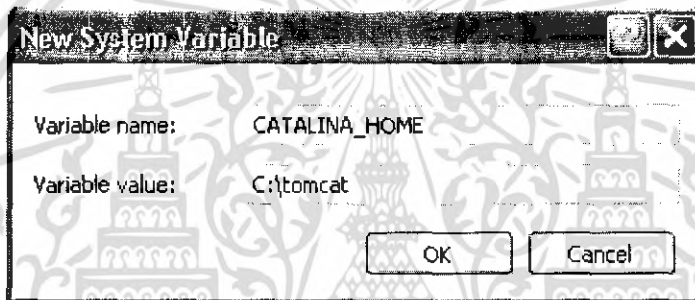 New System Variable
Variable name: CATALINA_HOME
Variable value: C:\tomcat
OK Cancel